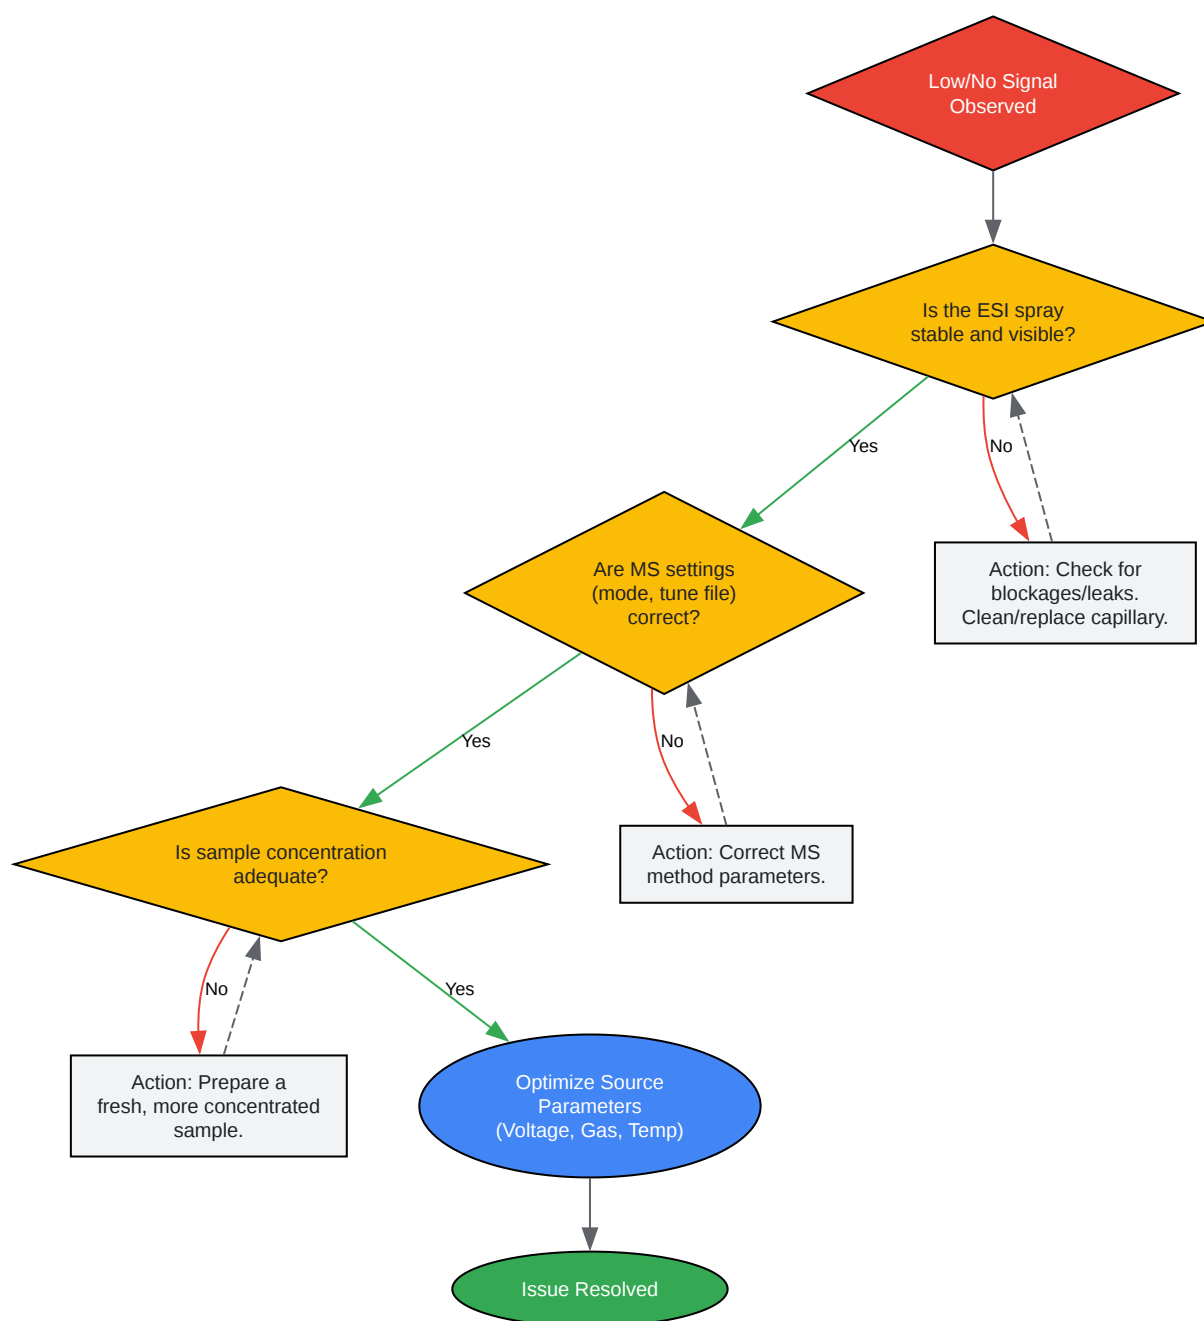 Low/No Signal
Observed
Is the ESI spray
stable and visible?
Yes
No
Are MS settings
(mode, tune file)
correct?
Action: Check for
blockages/leaks.
Clean/replace capillary.
Yes
No
Is sample concentration
adequate?
Action: Correct MS
method parameters.
No
Yes
Action: Prepare a
fresh, more concentrated
sample.
Optimize Source
Parameters
(Voltage, Gas, Temp)
Issue Resolved